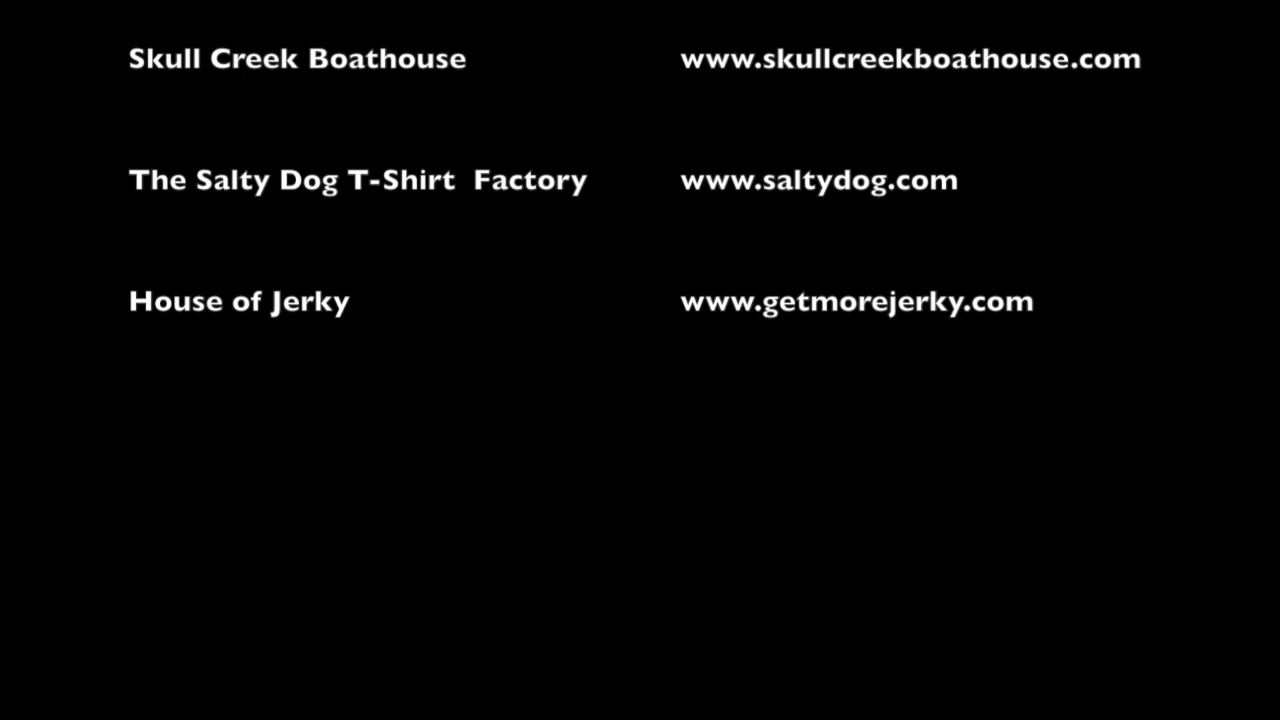 Skull Creek Boathouse www.skullcreekboathouse.com
The Salty Dog T-Shirt  Factory www.saltydog.com
House of Jerky www.getmorejerky.com